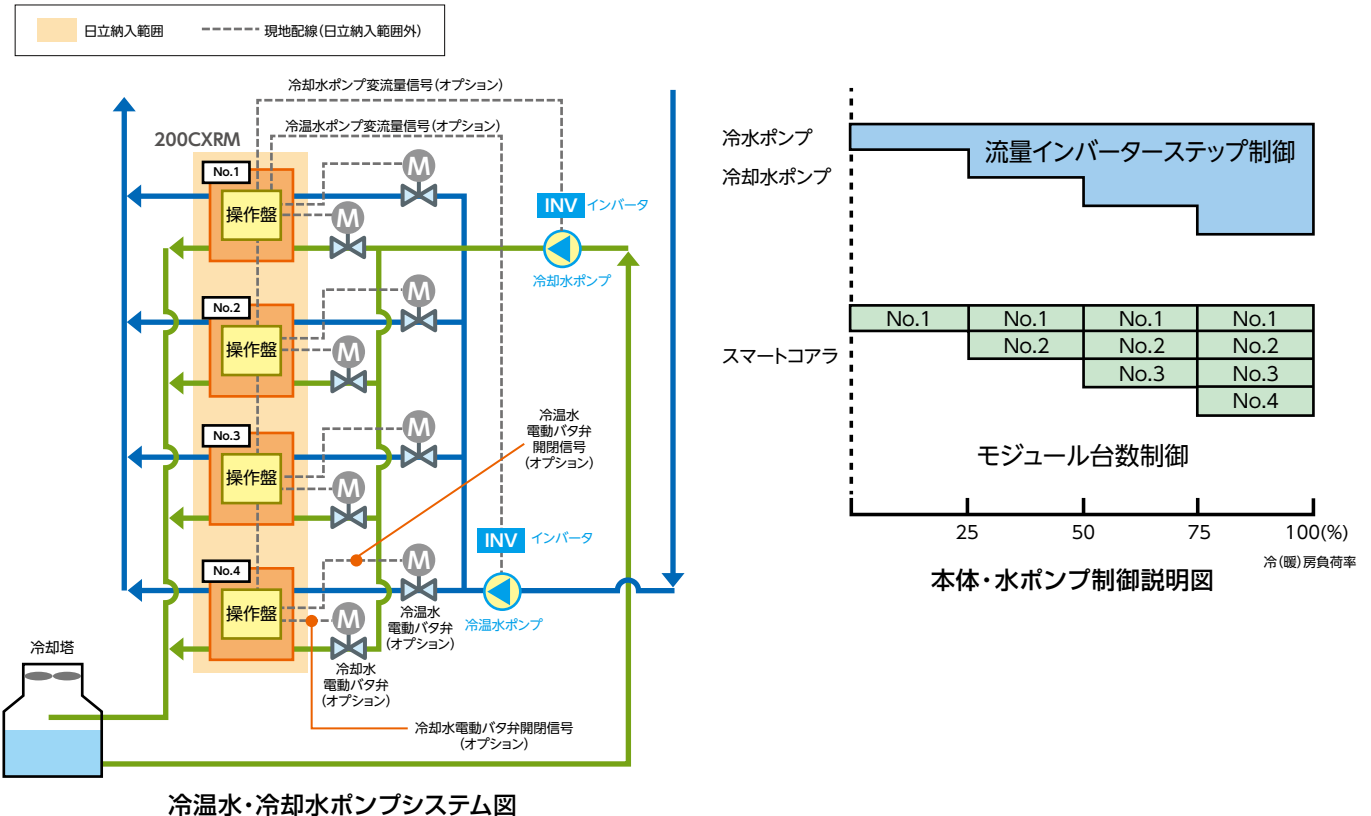 日立納入範囲
現地配線(日立納入範囲外)
冷却水ポンプ変流量信号(オプション)
冷温水ポンプ変流量信号(オプション)
200CXRM
No.1
操作盤
M
M
INV
インバータ
冷却水ポンプ
No.2
操作盤
M
M
No.3
操作盤
M
M
冷温水
電動バタ弁
開閉信号
(オプション)
INV
インバータ
No.4
操作盤
M
M
冷温水
電動バタ弁
(オプション)
冷温水ポンプ
冷却水
電動バタ弁
(オプション)
冷却塔
冷却水電動バタ弁開閉信号
(オプション)
冷温水・冷却水ポンプシステム図
冷水ポンプ
冷却水ポンプ
流量インバーターステップ制御
スマートコアラ
No.1 No.1 No.1 No.1
No.2 No.2 No.2
No.3 No.3
No.4
モジュール台数制御
25 50 75 100(%)
冷(暖)房負荷率
本体・水ポンプ制御説明図